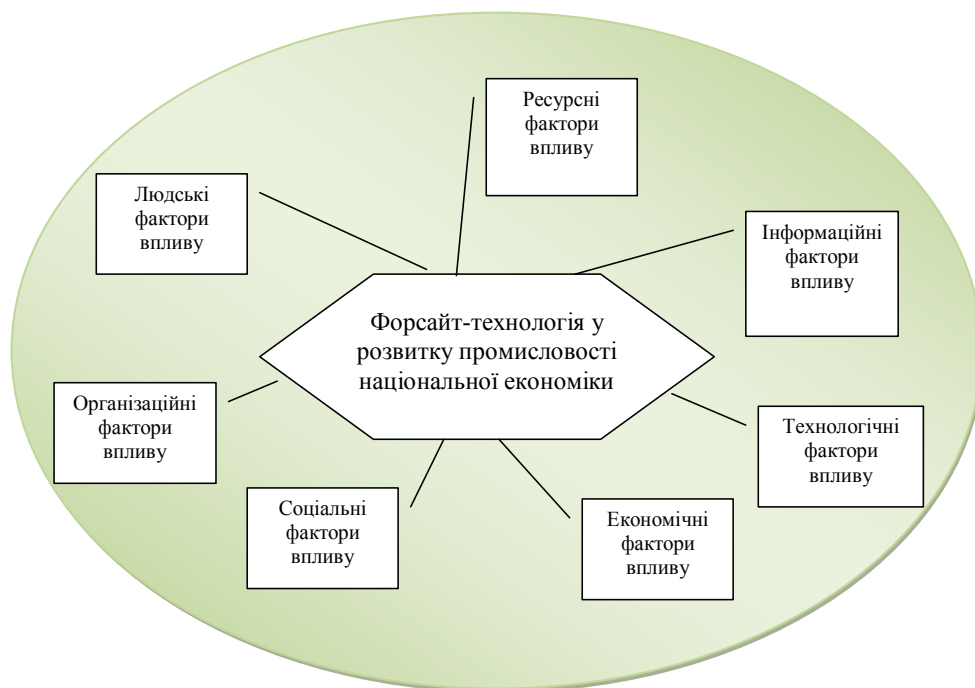 Ресурсні
фактори
впливу
Людські
фактори
впливу
Інформаційні
фактори
впливу
Форсайт-технологія у
розвитку промисловості
національної економіки
Організаційні
фактори
впливу
Технологічні
фактори
впливу
Соціальні
фактори
впливу
Економічні
фактори
впливу